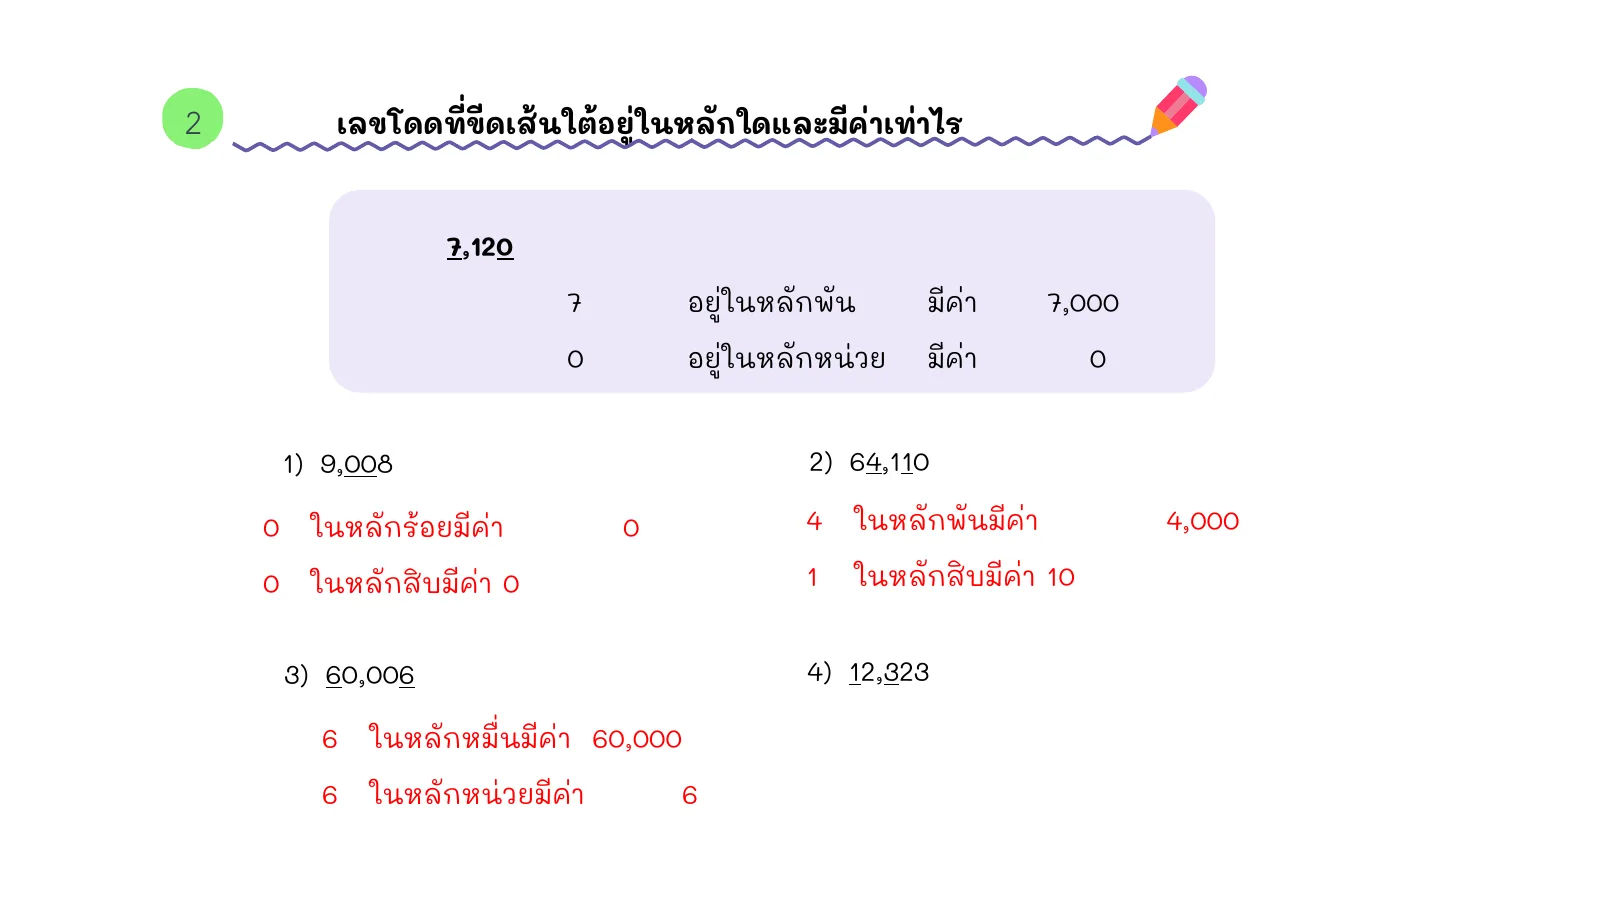 2
เลขโดดที่ขีดเส้นใต้อยู่ในหลักใดและมีค่าเท่าไร
7,120
7 อยู่ในหลักพัน มีค่า 7,000
0 อยู่ในหลักหน่วย มีค่า 0
1) 9,008
0 ในหลักร้อยมีค่า 0
0 ในหลักสิบมีค่า 0
2) 64,110
4 ในหลักพันมีค่า 4,000
1 ในหลักสิบมีค่า 10
3) 60,006
6 ในหลักหมื่นมีค่า 60,000
6 ในหลักหน่วยมีค่า 6
4) 12,323